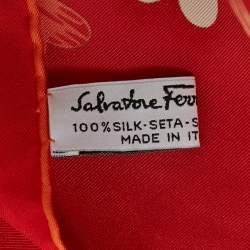 Salvatore Ferr
100% SILK-SETA-S
MADE IN IT